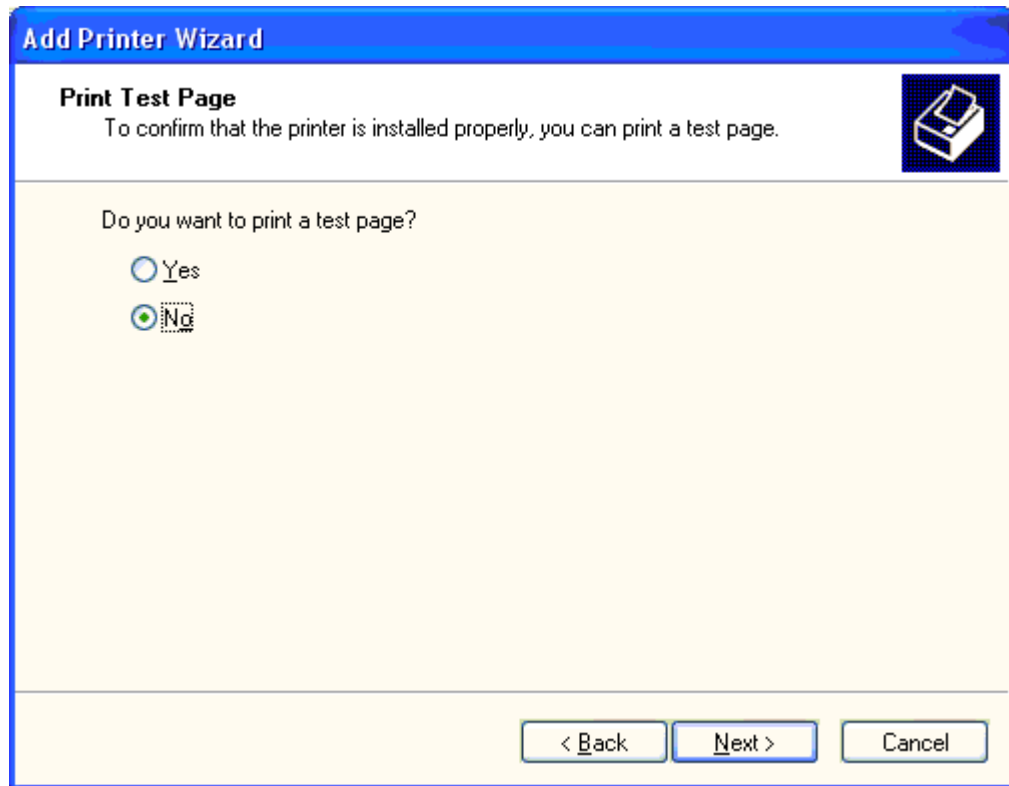 Add Printer Wizard
Print Test Page
To confirm that the printer is installed properly, you can print a test page.
Do you want to print a test page?
Yes
No
< Back Next > Cancel